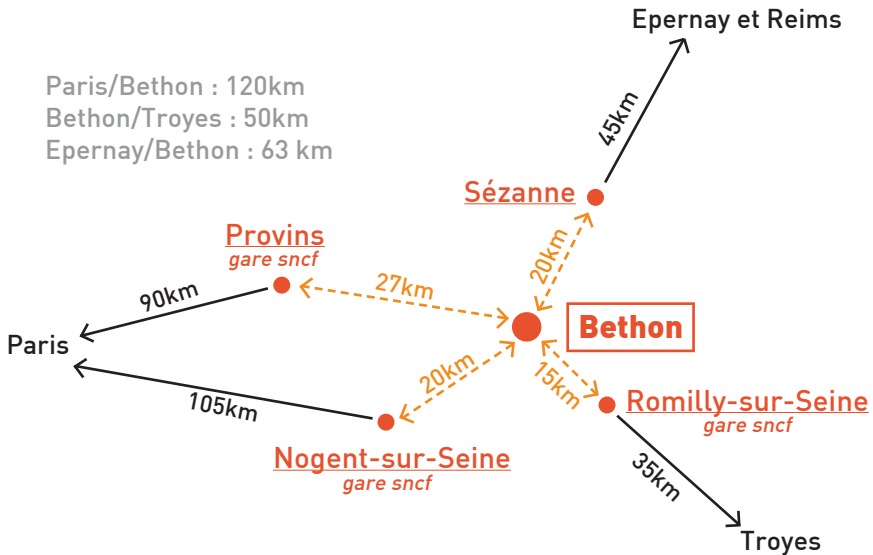 Epernay et Reims
Paris/Bethon : 120km
Bethon/Troyes : 50km
Epernay/Bethon : 63 km
45km
Sézanne
Provins
gare sncf
20km
27km
90km
Bethon
Paris
20km
15km
105km
Romilly-sur-Seine
gare sncf
Nogent-sur-Seine
gare sncf
35km
Troyes